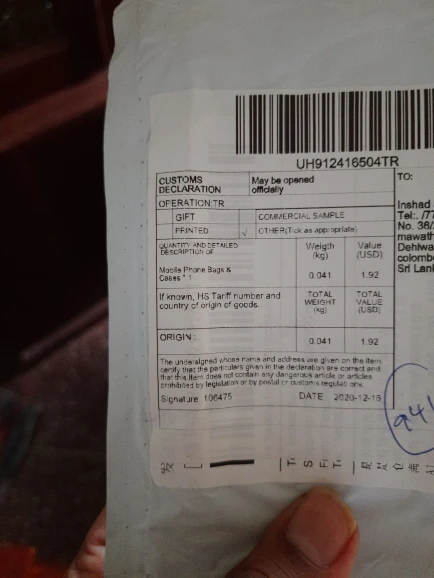 UH912416504TR
CUSTOMS DECLARATION May be opened officially
TO:
OPERATION:TR
GIFT COMMERCIAL SAMPLE
PRINTED √ OTHER(Tick as appropriate)
QUANTITY AND DETAILED DESCRIPTION OF
Weigth (kg)
Value (USD)
Mobile Phone Bags &
Cases * 1
0.041 1.92
If known, HS Tariff number and
country of origin of goods.
TOTAL WEIGHT (kg)
TOTAL VALUE (USD)
ORIGIN:
0.041 1.92
The undersigned whose name and address are given on the item
certify that the particulars given in the declaration are correct and
that this item does not contain any dangerous article or articles
prohibited by legislation or by postal or customs regulations.
Signature: 106475 DATE 2020-12-18
Inshad
Tel:.
No.
mawath
Dehiwa
colomb
Sri Lan
941